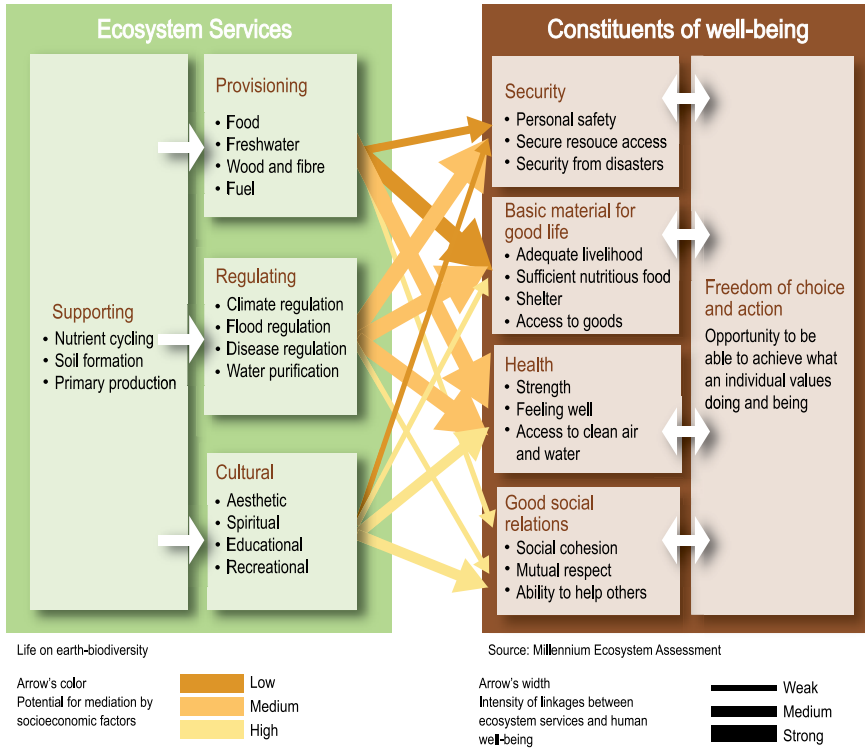 Ecosystem Services
Supporting
• Nutrient cycling
• Soil formation
• Primary production
Provisioning
• Food
• Freshwater
• Wood and fibre
• Fuel
Regulating
• Climate regulation
• Flood regulation
• Disease regulation
• Water purification
Cultural
• Aesthetic
• Spiritual
• Educational
• Recreational
Constituents of well-being
Security
• Personal safety
• Secure resouce access
• Security from disasters
Basic material for
good life
• Adequate livelihood
• Sufficient nutritious food
• Shelter
• Access to goods
Health
• Strength
• Feeling well
• Access to clean air
and water
Good social
relations
• Social cohesion
• Mutual respect
• Ability to help others
Freedom of choice
and action
Opportunity to be
able to achieve what
an individual values
doing and being
Life on earth-biodiversity
Arrow's color
Potential for mediation by
socioeconomic factors
Low
Medium
High
Source: Millennium Ecosystem Assessment
Arrow's width
Intensity of linkages between
ecosystem services and human
well-being
Weak
Medium
Strong